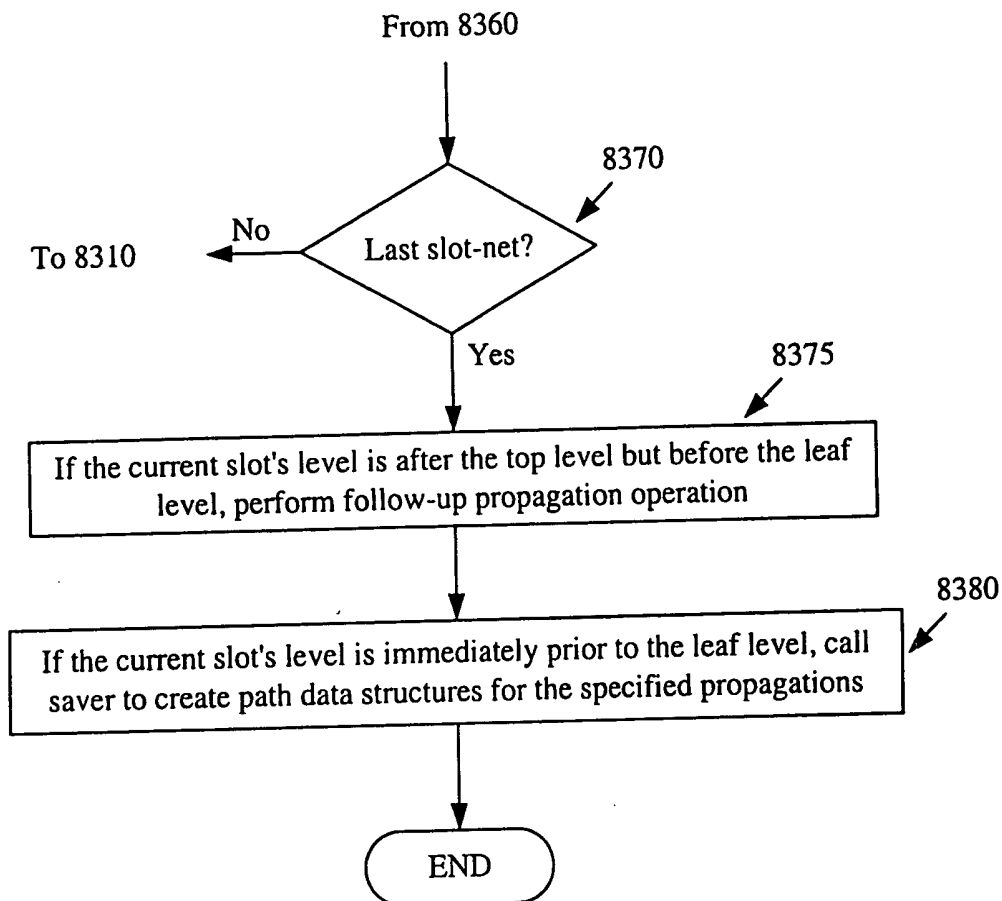 From 8360
8370
Last slot-net?
No
To 8310
Yes
8375
If the current slot's level is after the top level but before the leaf
level, perform follow-up propagation operation
8380
If the current slot's level is immediately prior to the leaf level, call
saver to create path data structures for the specified propagations
END